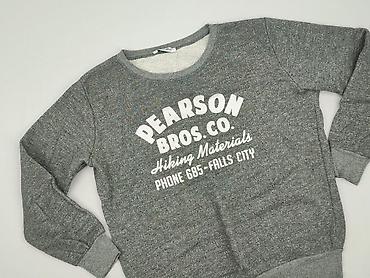 PEARSON
BROS. CO.
Hiking Materials
PHONE 685-FALLS CITY